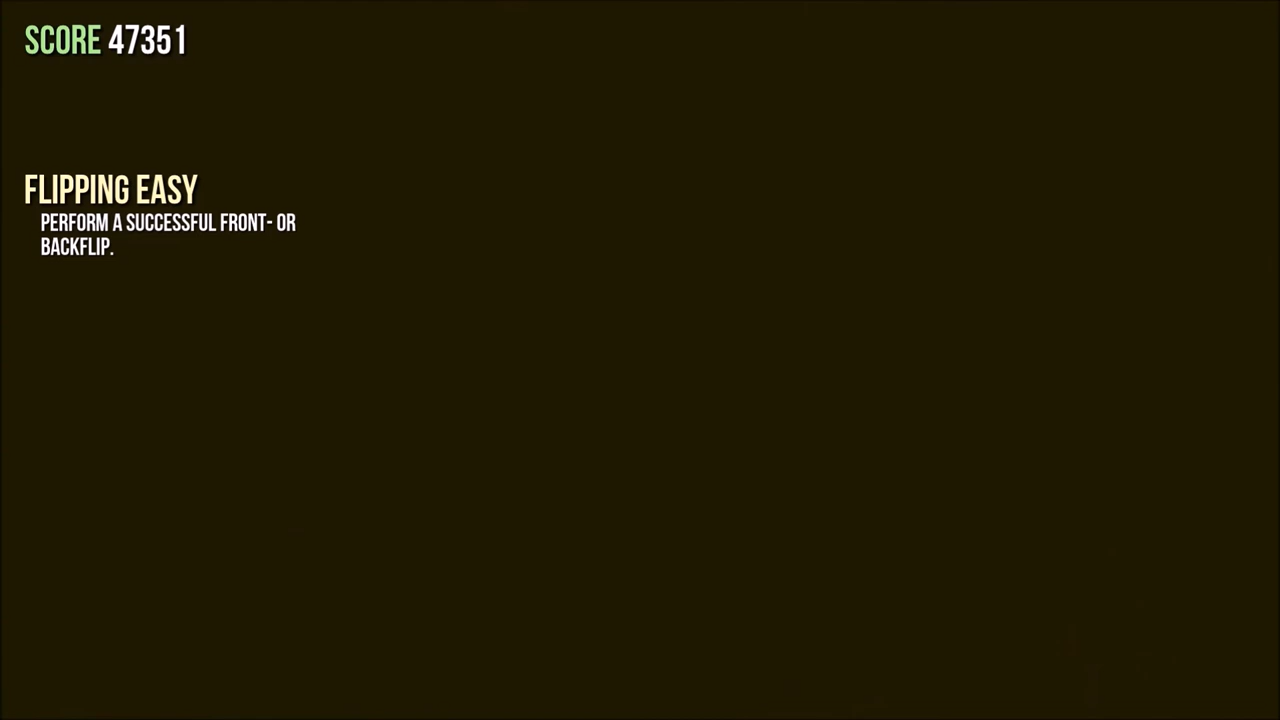 SCORE 47351
FLIPPING EASY
PERFORM A SUCCESSFUL FRONT- OR
BACKFLIP.